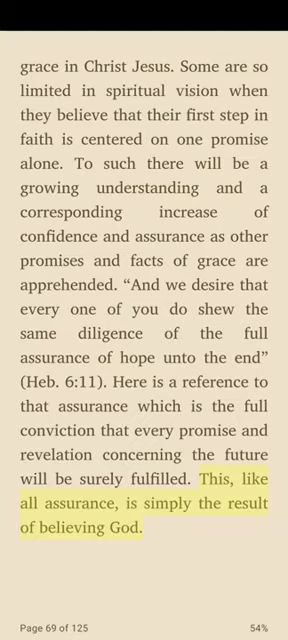 grace in Christ Jesus. Some are so
limited in spiritual vision when
they believe that their first step in
faith is centered on one promise
alone. To such there will be a
growing understanding and a
corresponding increase of
confidence and assurance as other
promises and facts of grace are
apprehended. “And we desire that
every one of you do shew the
same diligence of the full
assurance of hope unto the end”
(Heb. 6:11). Here is a reference to
that assurance which is the full
conviction that every promise and
revelation concerning the future
will be surely fulfilled. This, like
all assurance, is simply the result
of believing God.
Page 69 of 125
54%